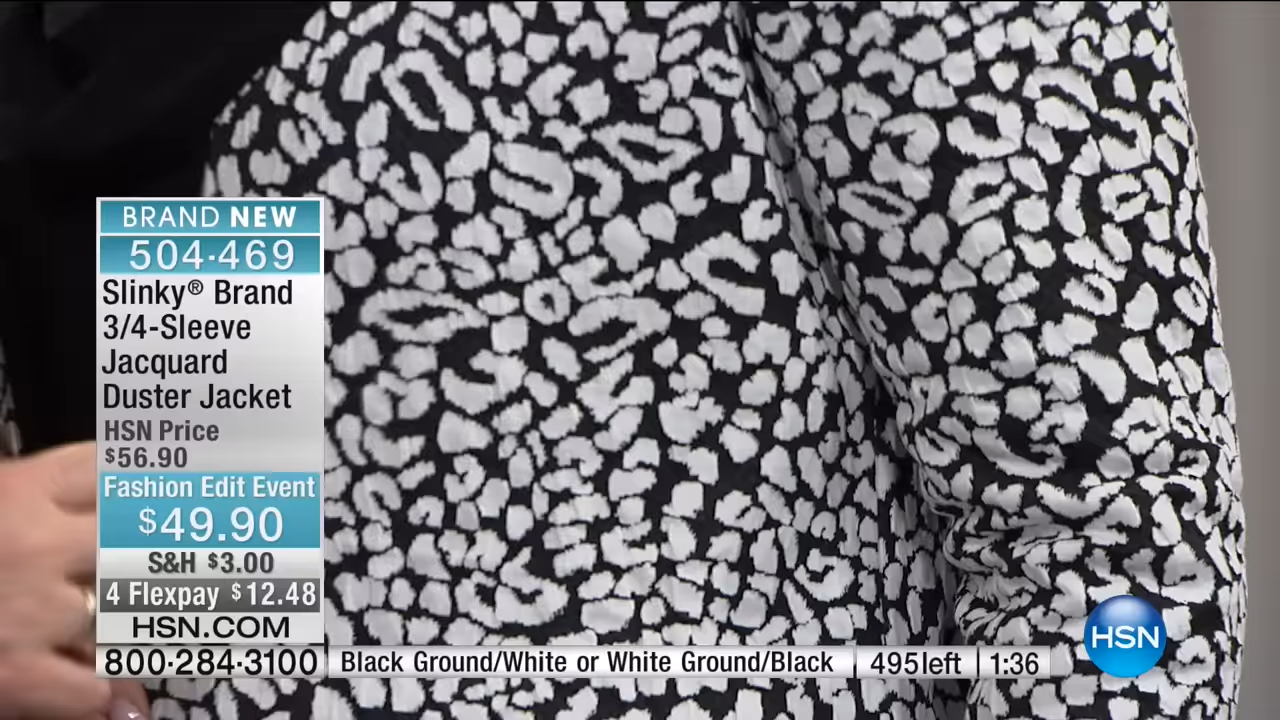 BRAND NEW
504·469
Slinky® Brand
3/4-Sleeve
Jacquard
Duster Jacket
HSN Price
$56.90
Fashion Edit Event
$49.90
S&H $3.00
4 Flexpay $12.48
HSN.COM
800·284·3100
Black Ground/White or White Ground/Black
495left
1:36
HSN